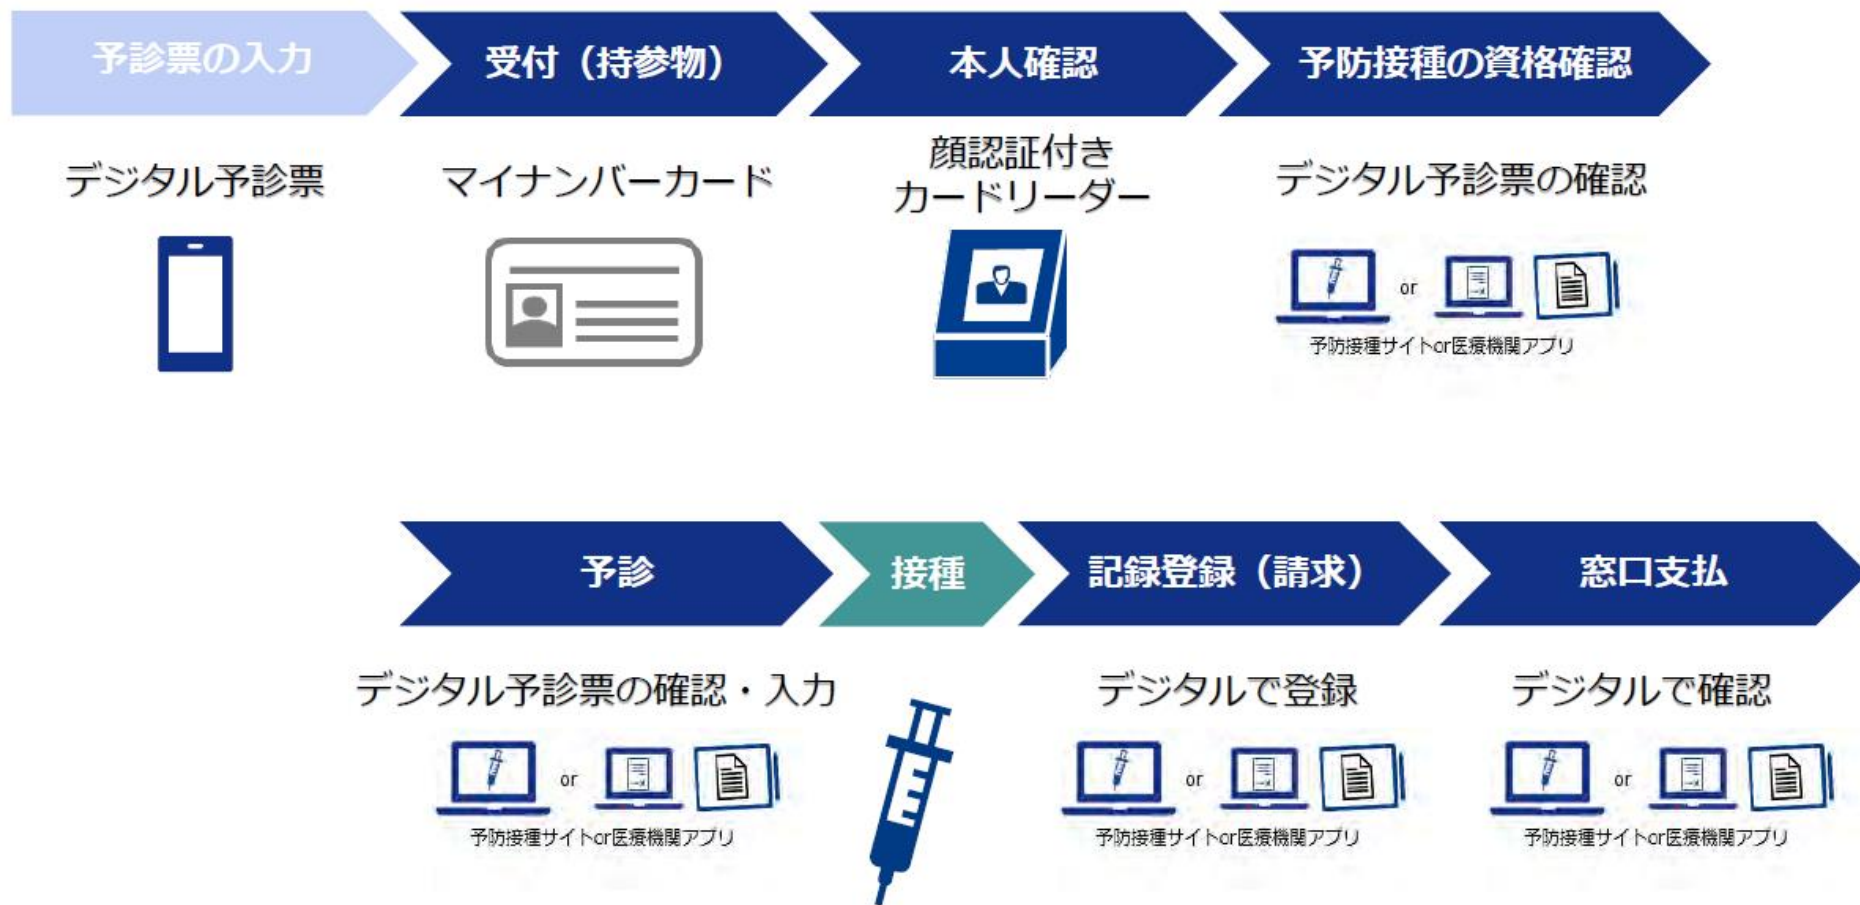 予診票の入力
受付（持参物）
本人確認
予防接種の資格確認
デジタル予診票
マイナンバーカード
顔認証付き
カードリーダー
デジタル予診票の確認
or
予防接種サイトor医療機関アプリ
予診
接種
記録登録（請求）
窓口支払
デジタル予診票の確認・入力
デジタルで登録
デジタルで確認
or
予防接種サイトor医療機関アプリ
or
予防接種サイトor医療機関アプリ
or
予防接種サイトor医療機関アプリ